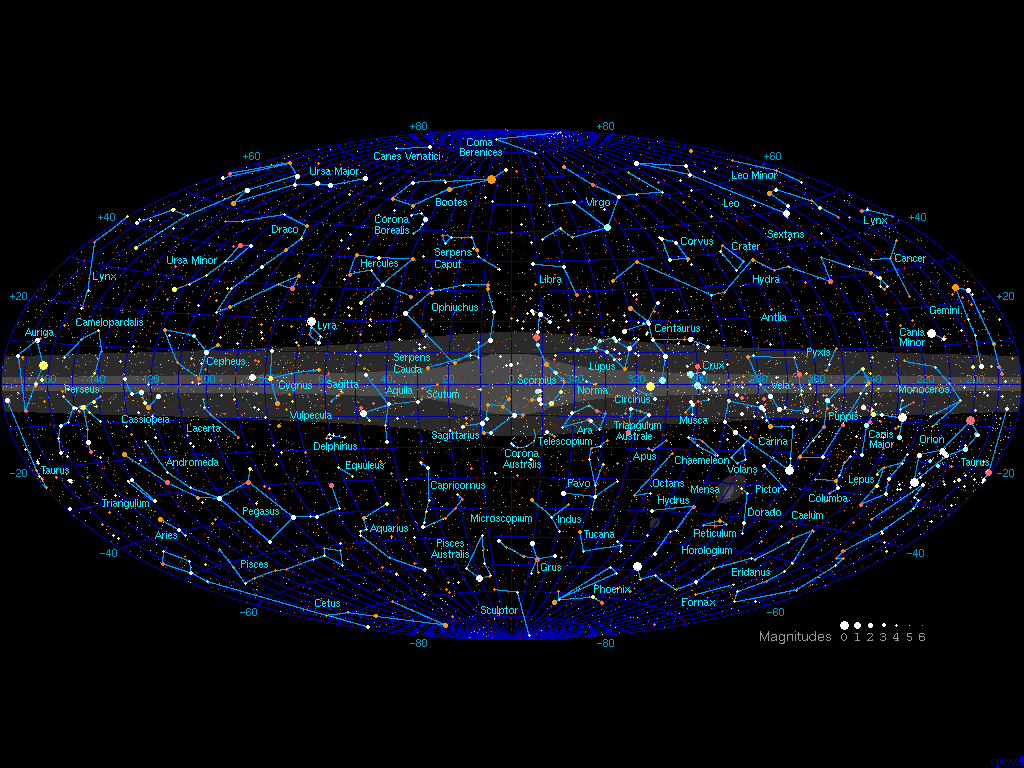 +80 +80
Coma
Berenices
Canes Venatici
+60 +60
Ursa Major
Leo Minor
Bootes
Virgo
Leo
+40 +40
Corona
Borealis
Lynx
Draco
Sextans
Corvus
Crater
Serpens
Caput
Ursa Minor
Hercules
Cancer
Lynx
Libra
Hydra
+20 +20
Ophiuchus
Gemini
Antlia
Camelopardalis
Lyra
Centaurus
Auriga
Canis
Minor
Serpens
Cauda
Pyxis
Cepheus
Lupus
Crux
Scorpius
Perseus
Cygnus
Sagitta
Aquila
Scutum
Norma
Vela
Monoceros
Circinus
Cassiopeia
Vulpecula
Lacerta
Musca
Puppis
Triangulum
Australe
Ara
Sagittarius
Telescopium
Carina
Canis
Major
Orion
Delphinus
Corona
Australis
Apus
Chaemeleon
Andromeda
Equuleus
Volans
Taurus
Taurus
-20 -20
Capricornus
Pavo
Octans
Mensa
Pictor
Lepus
Columba
Triangulum
Hydrus
Pegasus
Microscopium
Indus
Dorado
Caelum
Aquarius
Aries
Tucana
Reticulum
Pisces
Australis
Horologium
-40 -40
Pisces
Grus
Eridanus
Phoenix
Cetus
Sculptor
Fornax
-60 -60
Magnitudes 0 1 2 3 4 5 6
-80 -80
cpowell